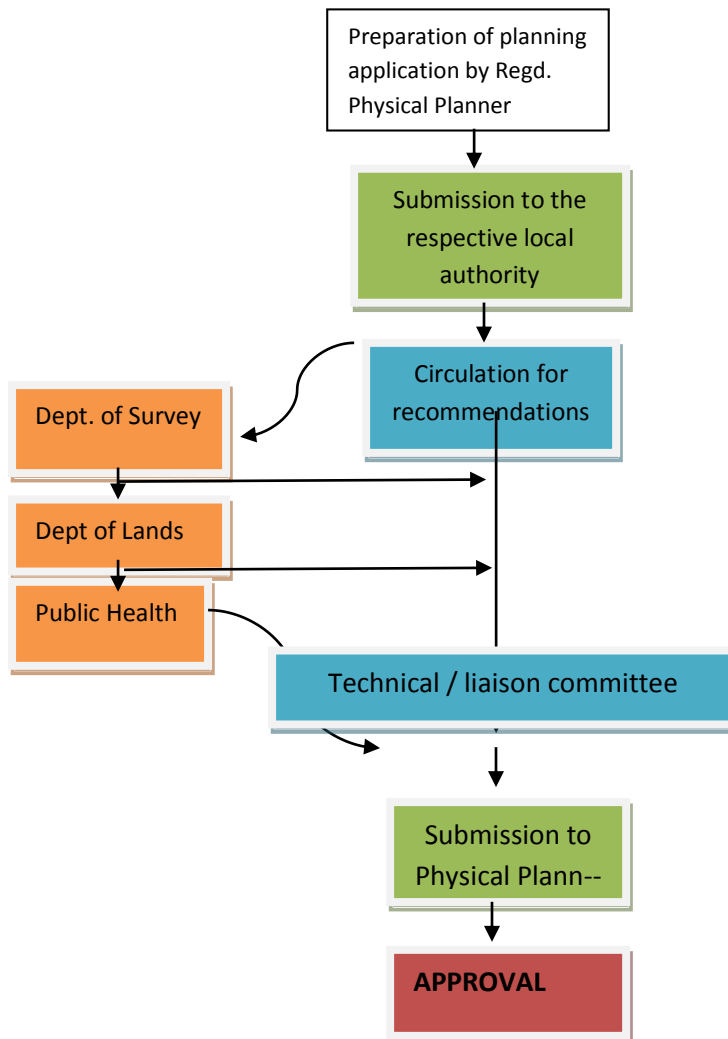 Preparation of planning
application by Regd.
Physical Planner
Submission to the
respective local
authority
Circulation for
recommendations
Dept. of Survey
Dept of Lands
Public Health
Technical / liaison committee
Submission to
Physical Plann--
APPROVAL